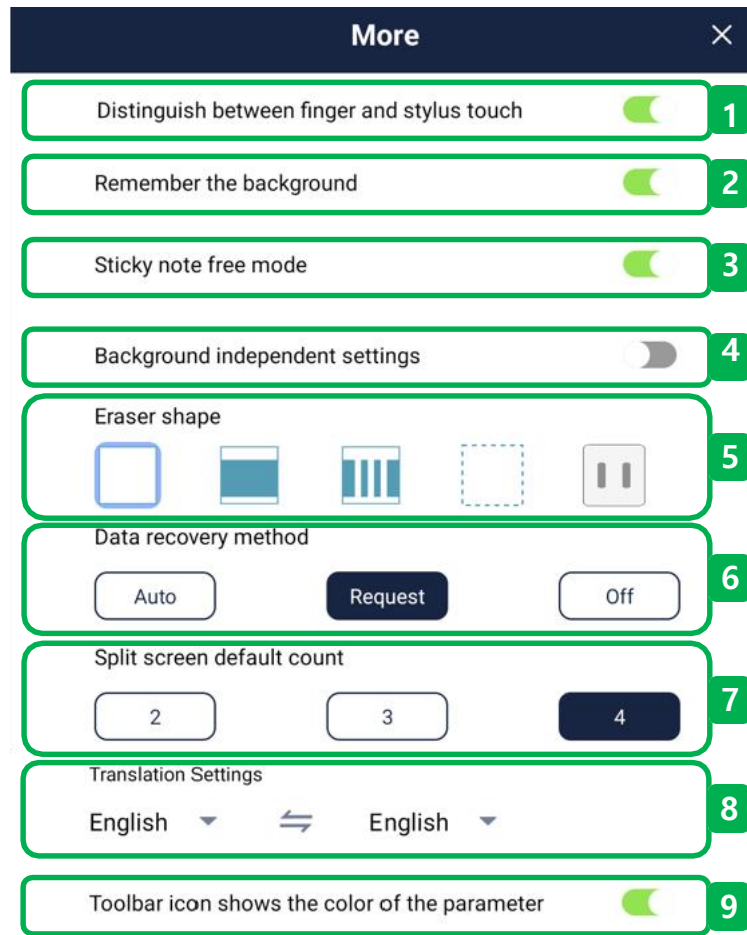 More
Distinguish between finger and stylus touch
1
Remember the background
2
Sticky note free mode
3
Background independent settings
4
Eraser shape
5
Data recovery method
Auto Request Off
6
Split screen default count
2 3 4
7
Translation Settings
English English
8
Toolbar icon shows the color of the parameter
9